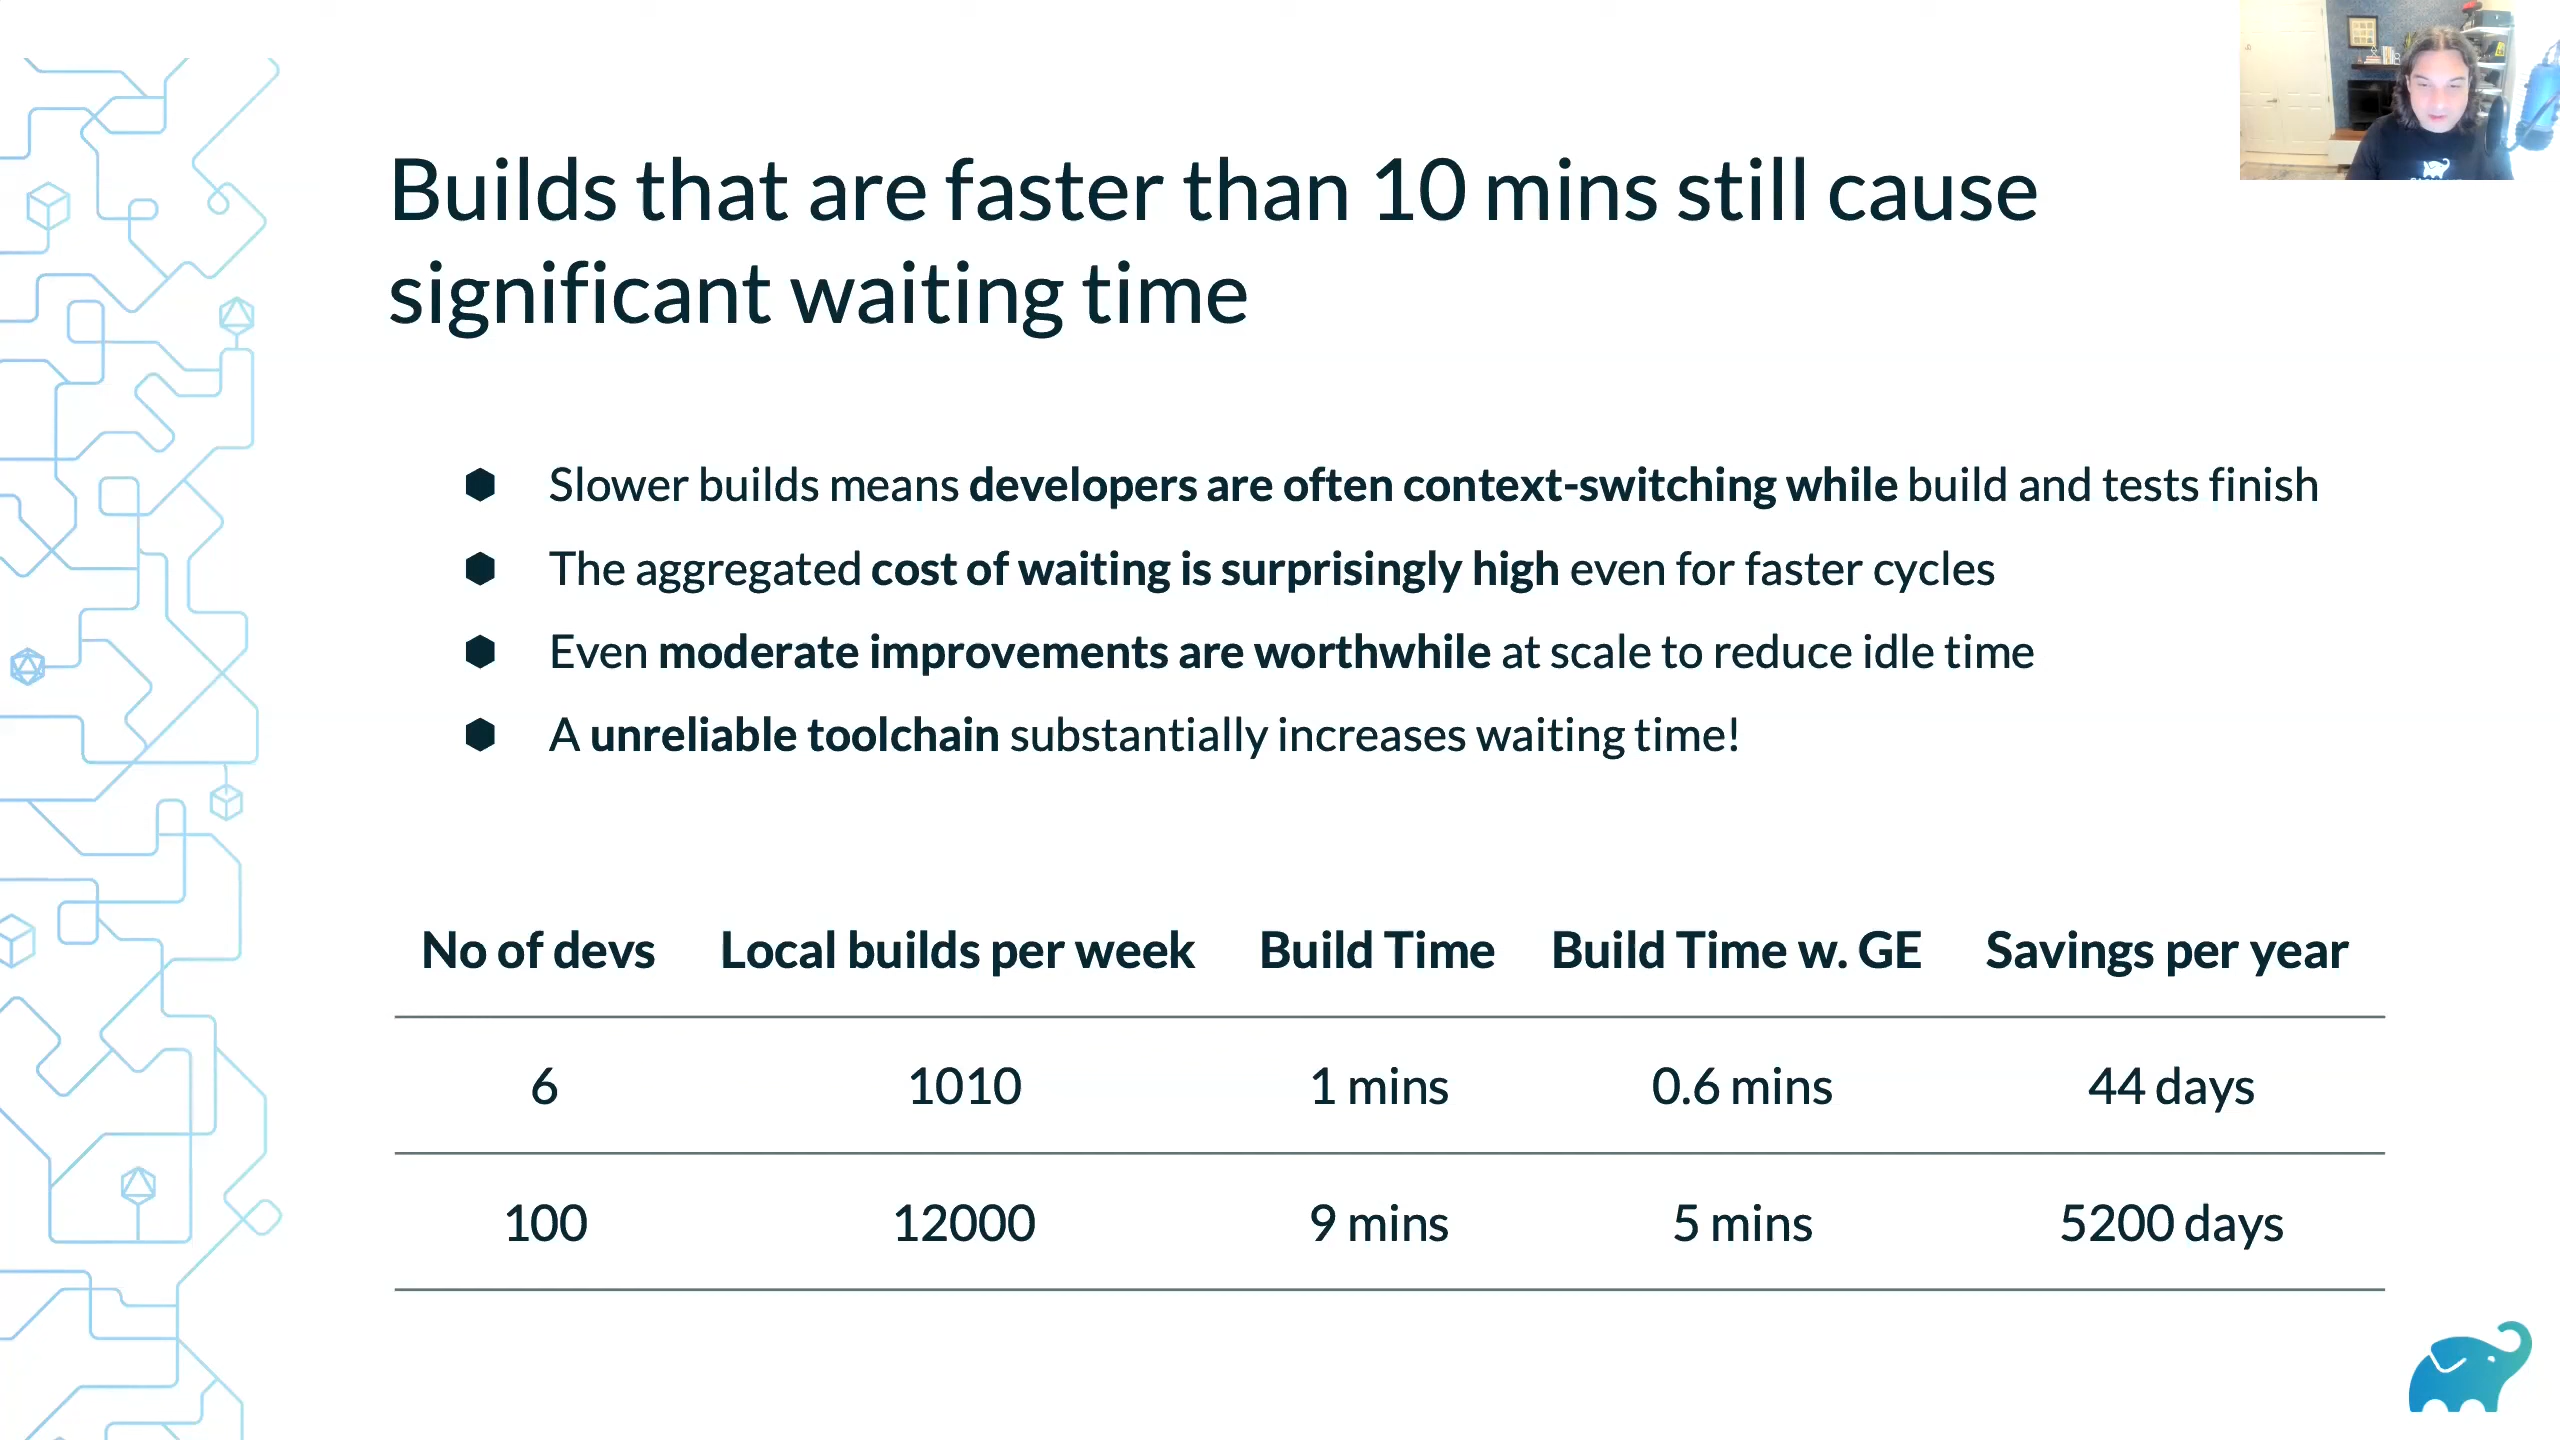 Builds that are faster than 10 mins still cause
significant waiting time
Slower builds means developers are often context-switching while build and tests finish
The aggregated cost of waiting is surprisingly high even for faster cycles
Even moderate improvements are worthwhile at scale to reduce idle time
A unreliable toolchain substantially increases waiting time!
No of devs Local builds per week Build Time Build Time w. GE Savings per year
6 1010 1 mins 0.6 mins 44 days
100 12000 9 mins 5 mins 5200 days